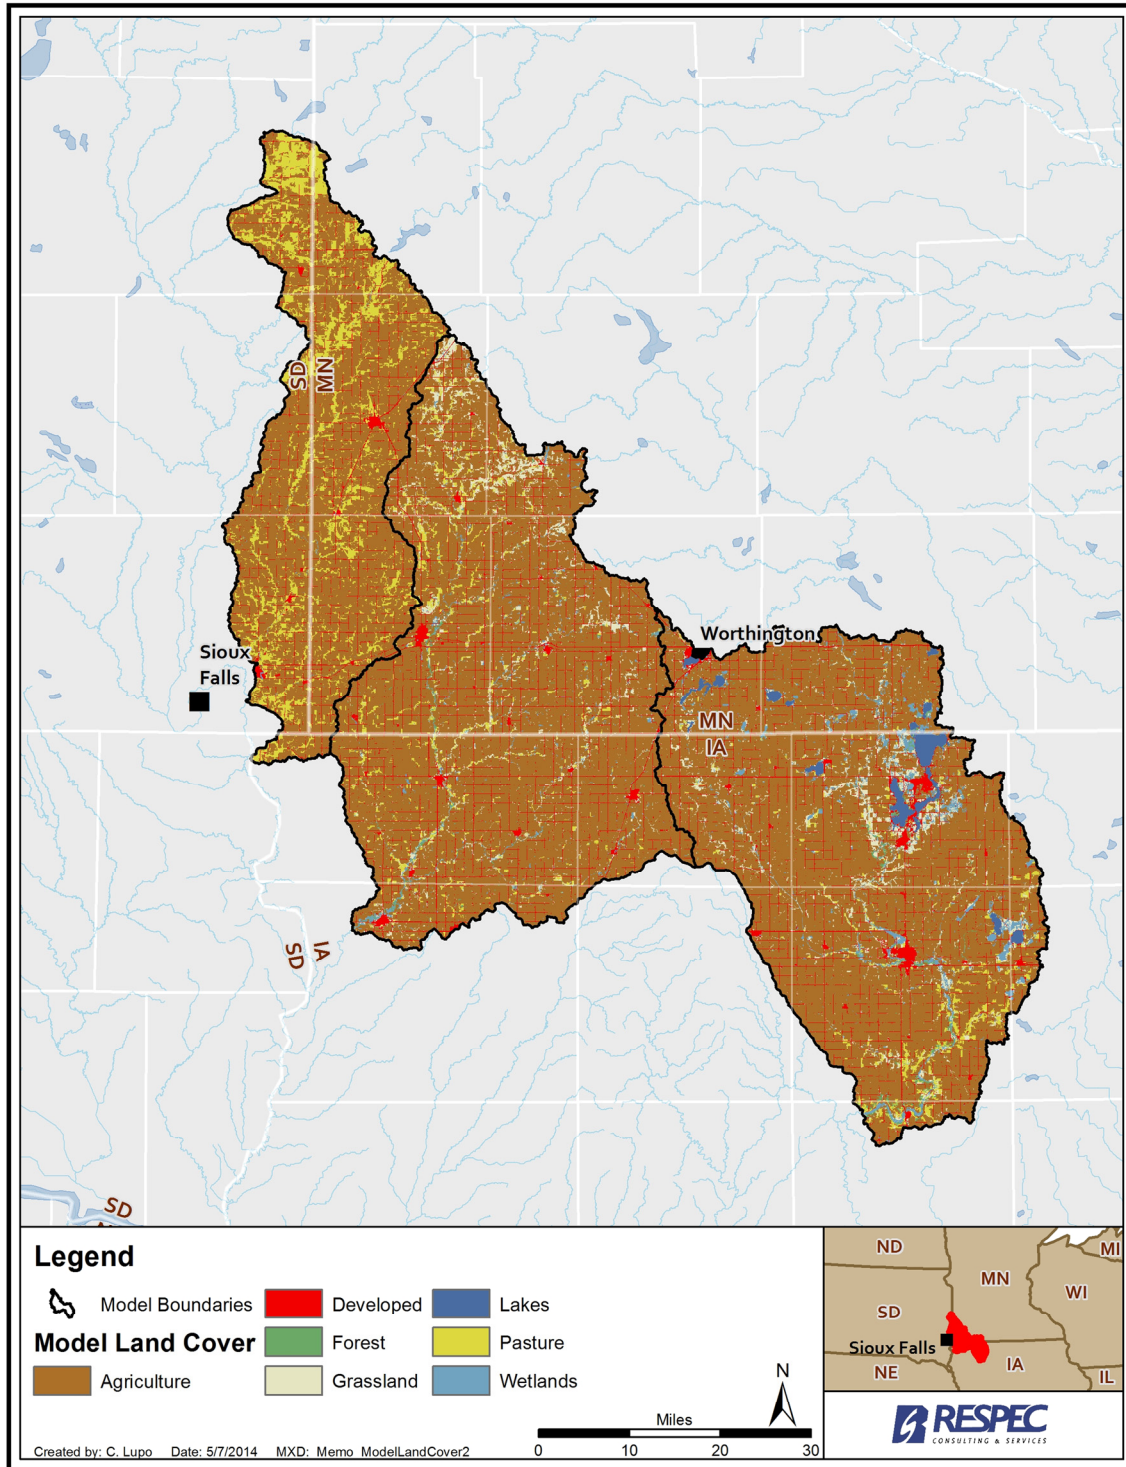 SD
MN
Sioux
Falls
Worthington
MN
IA
IA
SD
SD
Legend
Model Boundaries
Developed
Lakes
Model Land Cover
Forest
Pasture
Agriculture
Grassland
Wetlands
N
Miles
0 10 20 30
Created by: C. Lupo Date: 5/7/2014 MXD: Memo_ModelLandCover2
ND
MN
MI
WI
SD
Sioux Falls
NE
IA
IL
RESPEC
CONSULTING & SERVICES